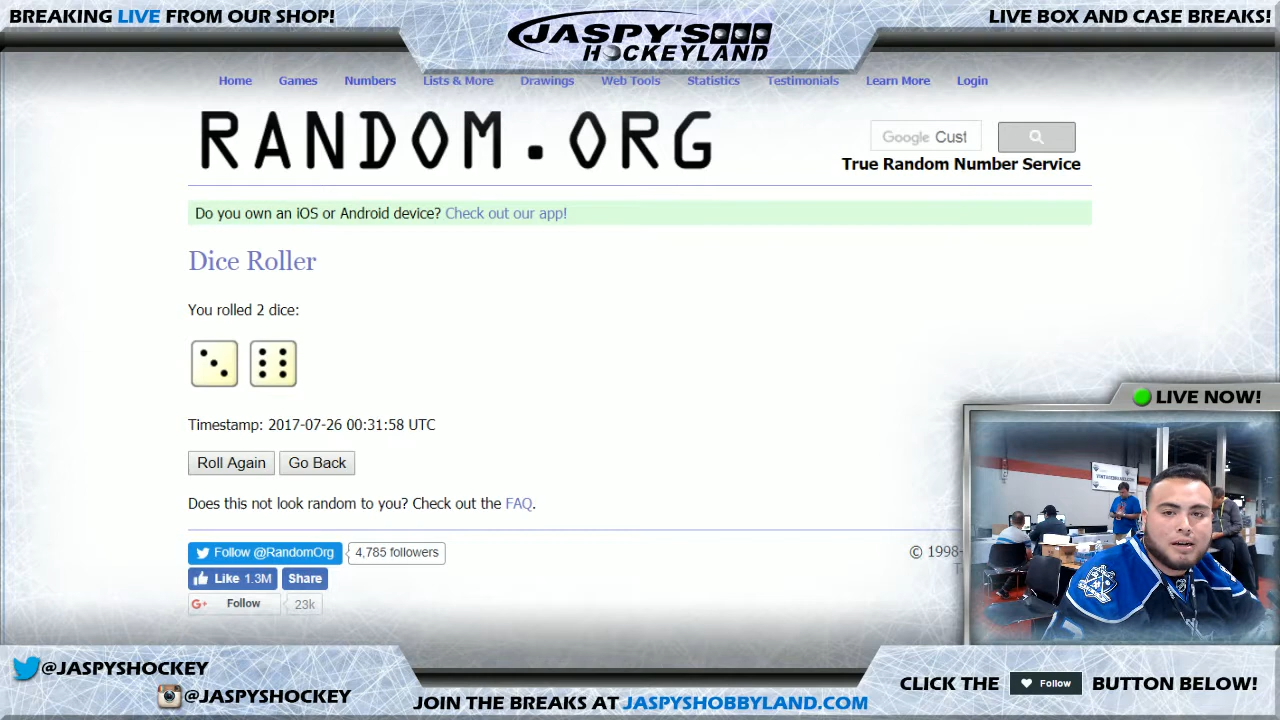 BREAKING LIVE FROM OUR SHOP!
JASPY'S
HOCKEYLAND
LIVE BOX AND CASE BREAKS!
Home Games Numbers Lists & More Drawings Web Tools Statistics Testimonials Learn More Login
RANDOM.ORG
Google Cust
True Random Number Service
Do you own an iOS or Android device? Check out our app!
Dice Roller
You rolled 2 dice:
Timestamp: 2017-07-26 00:31:58 UTC
Roll Again Go Back
Does this not look random to you? Check out the FAQ.
Follow @RandomOrg 4,785 followers
© 1998-
Like 1.3M Share
G+ Follow 23k
LIVE NOW!
@JASPYSHOCKEY
@JASPYSHOCKEY
JOIN THE BREAKS AT JASPYSHOBBYLAND.COM
CLICK THE Follow BUTTON BELOW!